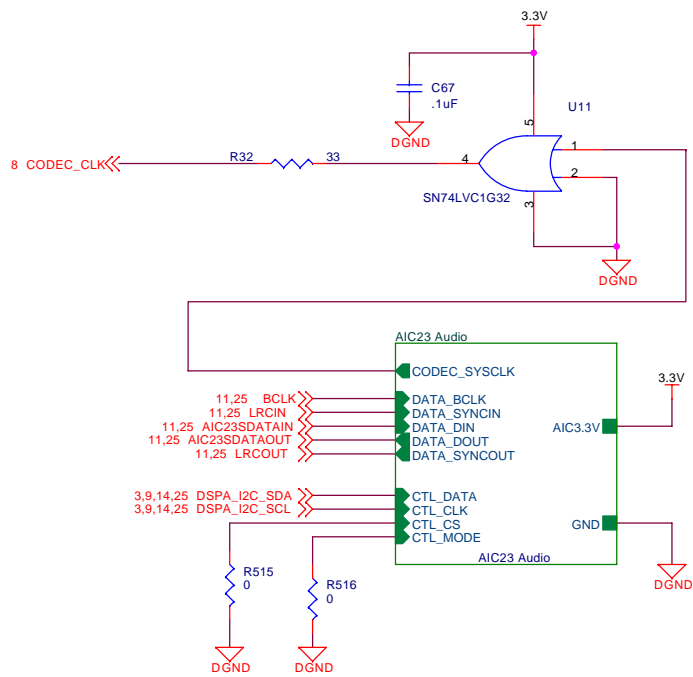 3.3V
C67
.1uF
U11
5
DGND
1
R32
33
4
8 CODEC_CLK
2
SN74LVC1G32
3
DGND
AIC23 Audio
CODEC_SYSCLK
3.3V
11,25 BCLK
DATA_BCLK
11,25 LRCIN
DATA_SYNCIN
11,25 AIC23SDATAIN
DATA_DIN
AIC3.3V
11,25 AIC23SDATAOUT
DATA_DOUT
11,25 LRCOUT
DATA_SYNCOUT
3,9,14,25 DSPA_I2C_SDA
CTL_DATA
3,9,14,25 DSPA_I2C_SCL
CTL_CLK
CTL_CS
GND
CTL_MODE
AIC23 Audio
R515
0
R516
0
DGND
DGND
DGND